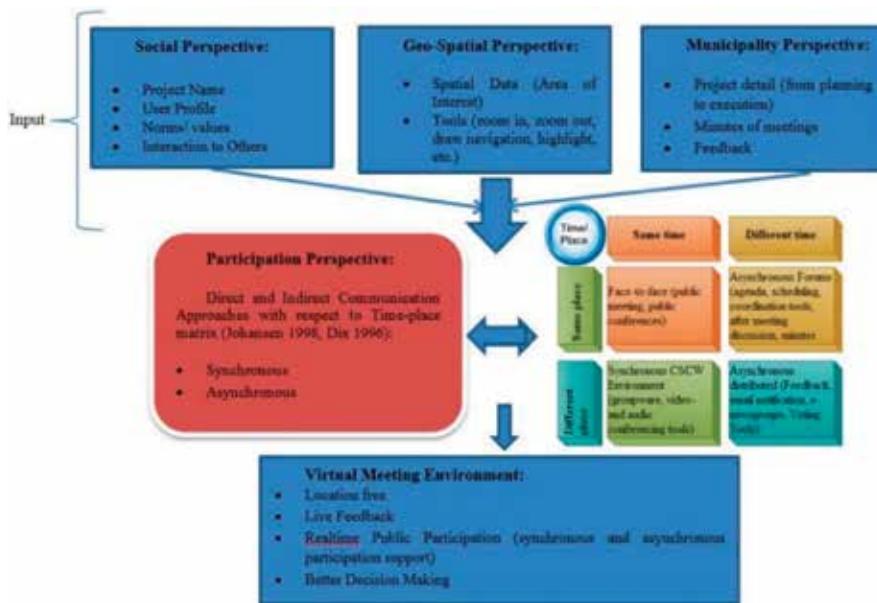 Input
Social Perspective:
• Project Name
• User Profile
• Norms/ values
• Interaction to Others
Geo-Spatial Perspective:
• Spatial Data (Area of
Interest)
• Tools (room in, zoom out,
draw navigation, highlight,
etc.)
Municipality Perspective:
• Project detail (from planning
to execution)
• Minutes of meetings
• Feedback
Participation Perspective:
Direct and Indirect Communication
Approaches with respect to Time-place
matrix (Johansen 1998, Dix 1996):
• Synchronous
• Asynchronous
Time/
Place
Same time
Different time
Same place
Face-to-face (public
meeting, public
conferences)
Asynchronous Forums
(agenda, scheduling,
coordination tools,
after meeting
discussion, minutes
Different
place
Synchronous CSCW
Environment
(groupware, video-
and audio
conferencing tools)
Asynchronous
distributed (Feedback,
email notification, e-
newsgroups, Voting
Tools)
Virtual Meeting Environment:
• Location free
• Live Feedback
• Realtime Public Participation (synchronous and asynchronous
participation support)
• Better Decision Making